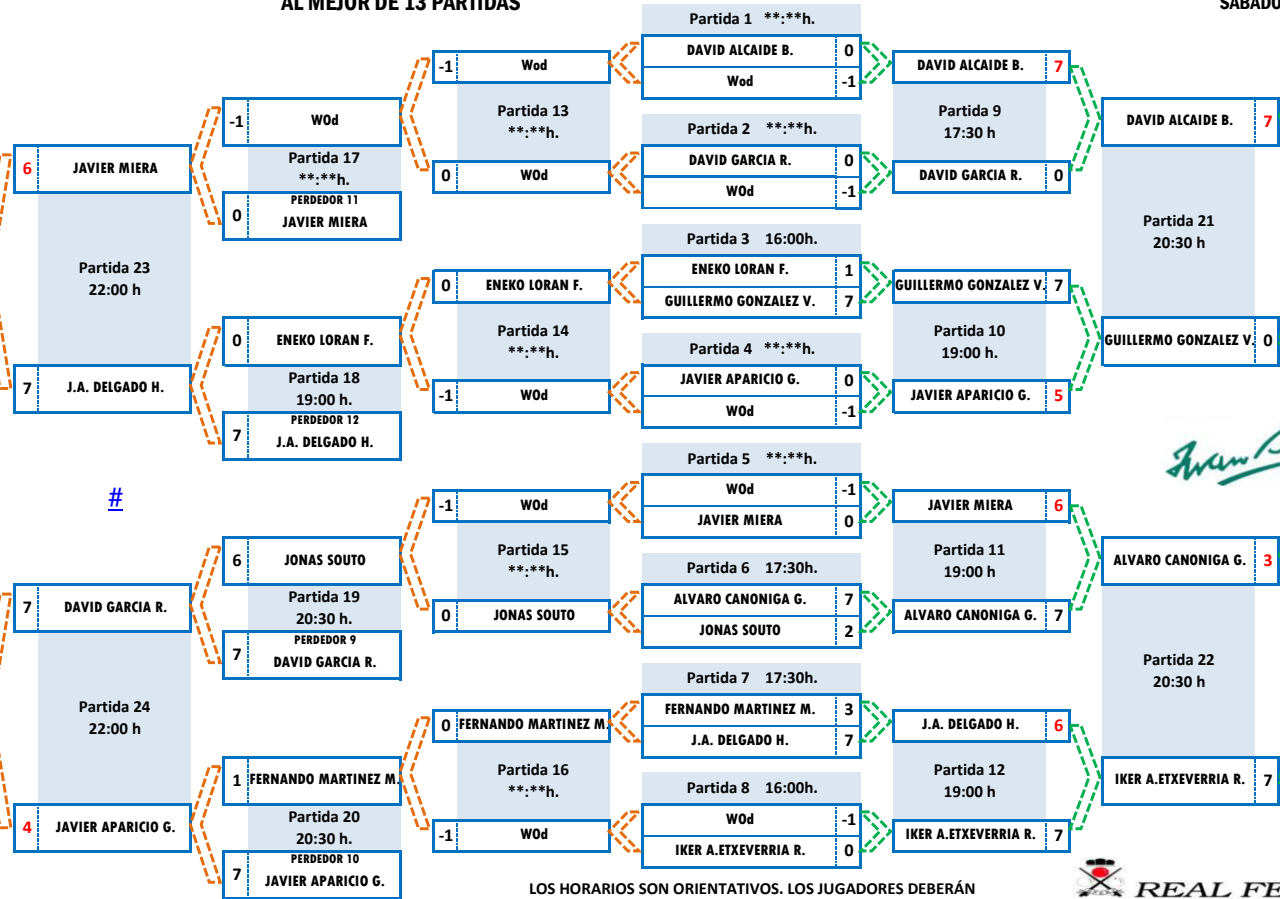 AL MEJOR DE 13 PARTIDAS
SABADO
Partida 1 **:**h.
DAVID ALCAIDE B. 0
Wod -1
Partida 2 **:**h.
DAVID GARCIA R. 0
WOd -1
Partida 3 16:00h.
ENEKO LORAN F. 1
GUILLERMO GONZALEZ V. 7
Partida 4 **:**h.
JAVIER APARICIO G. 0
WOd -1
Partida 5 **:**h.
WOd -1
JAVIER MIERA 0
Partida 6 17:30h.
ALVARO CANONIGA G. 7
JONAS SOUTO 2
Partida 7 17:30h.
FERNANDO MARTINEZ M. 3
J.A. DELGADO H. 7
Partida 8 16:00h.
WOd -1
IKER A.ETXEVERRIA R. 0
DAVID ALCAIDE B. 7
Partida 9
17:30 h
DAVID GARCIA R. 0
GUILLERMO GONZALEZ V. 7
Partida 10
19:00 h.
JAVIER APARICIO G. 5
JAVIER MIERA 6
Partida 11
19:00 h
ALVARO CANONIGA G. 7
J.A. DELGADO H. 6
Partida 12
19:00 h
IKER A.ETXEVERRIA R. 7
DAVID ALCAIDE B. 7
Partida 21
20:30 h
GUILLERMO GONZALEZ V. 0
ALVARO CANONIGA G. 3
Partida 22
20:30 h
IKER A.ETXEVERRIA R. 7
-1 Wod
Partida 13
**:**h.
0 WOd
0 ENEKO LORAN F.
Partida 14
**:**h.
-1 WOd
-1 WOd
Partida 15
**:**h.
0 JONAS SOUTO
0 FERNANDO MARTINEZ M.
Partida 16
**:**h.
-1 WOd
-1 WOd
Partida 17
**:**h.
PERDEDOR 11
0 JAVIER MIERA
0 ENEKO LORAN F.
Partida 18
19:00 h.
PERDEDOR 12
7 J.A. DELGADO H.
6 JONAS SOUTO
Partida 19
20:30 h.
PERDEDOR 9
7 DAVID GARCIA R.
1 FERNANDO MARTINEZ M.
Partida 20
20:30 h.
PERDEDOR 10
7 JAVIER APARICIO G.
6 JAVIER MIERA
Partida 23
22:00 h
7 J.A. DELGADO H.
#
7 DAVID GARCIA R.
Partida 24
22:00 h
4 JAVIER APARICIO G.
LOS HORARIOS SON ORIENTATIVOS. LOS JUGADORES DEBERÁN
REAL FE